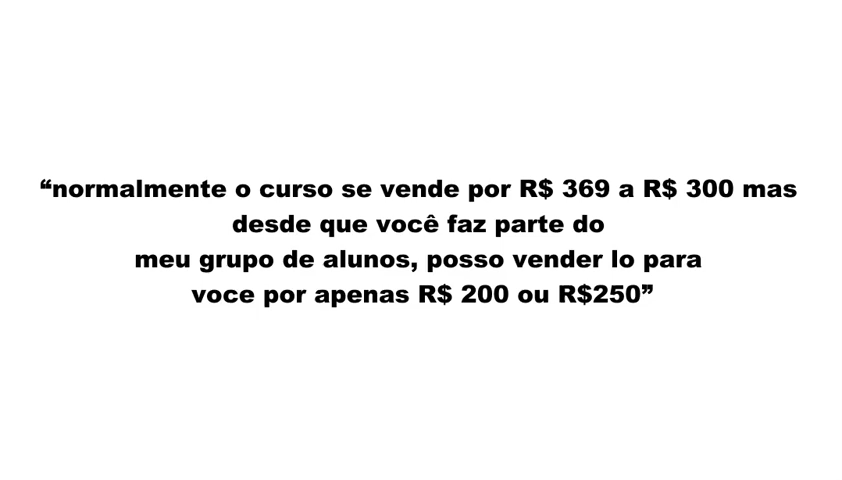 ❝normalmente o curso se vende por R$ 369 a R$ 300 mas
desde que você faz parte do
meu grupo de alunos, posso vender lo para
voce por apenas R$ 200 ou R$250❞